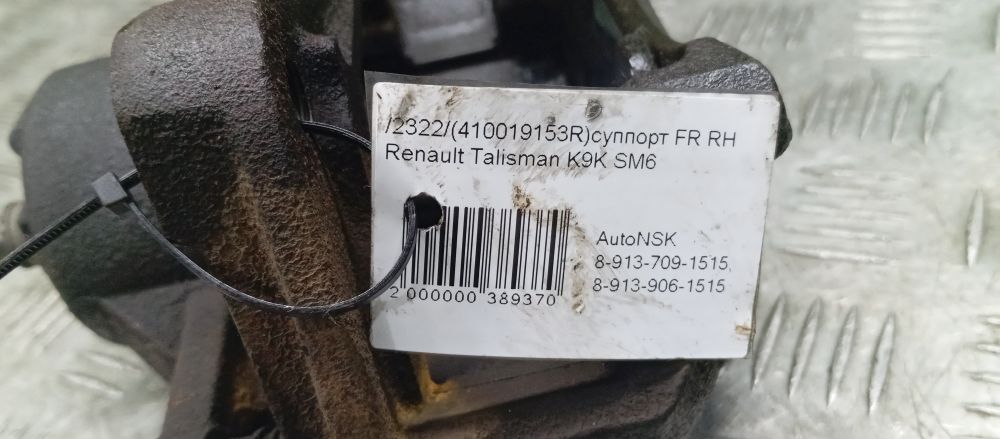 /2322/(410019153R)суппорт FR RH
Renault Talisman K9K SM6
AutoNSK
8-913-709-1515,
8-913-906-1515
2 000000 389370